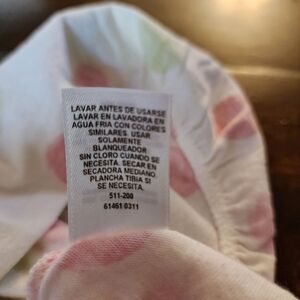 LAVAR ANTES DE USARSE
LAVAR EN LAVADORA EN
AGUA FRIA CON COLORES
SIMILARES. USAR
SOLAMENTE
BLANQUEADOR
SIN CLORO CUANDO SE
NECESITA. SECAR EN
SECADORA MEDIANO.
PLANCHA TIBIA SI
SE NECESITA.
511-200
61461 0311